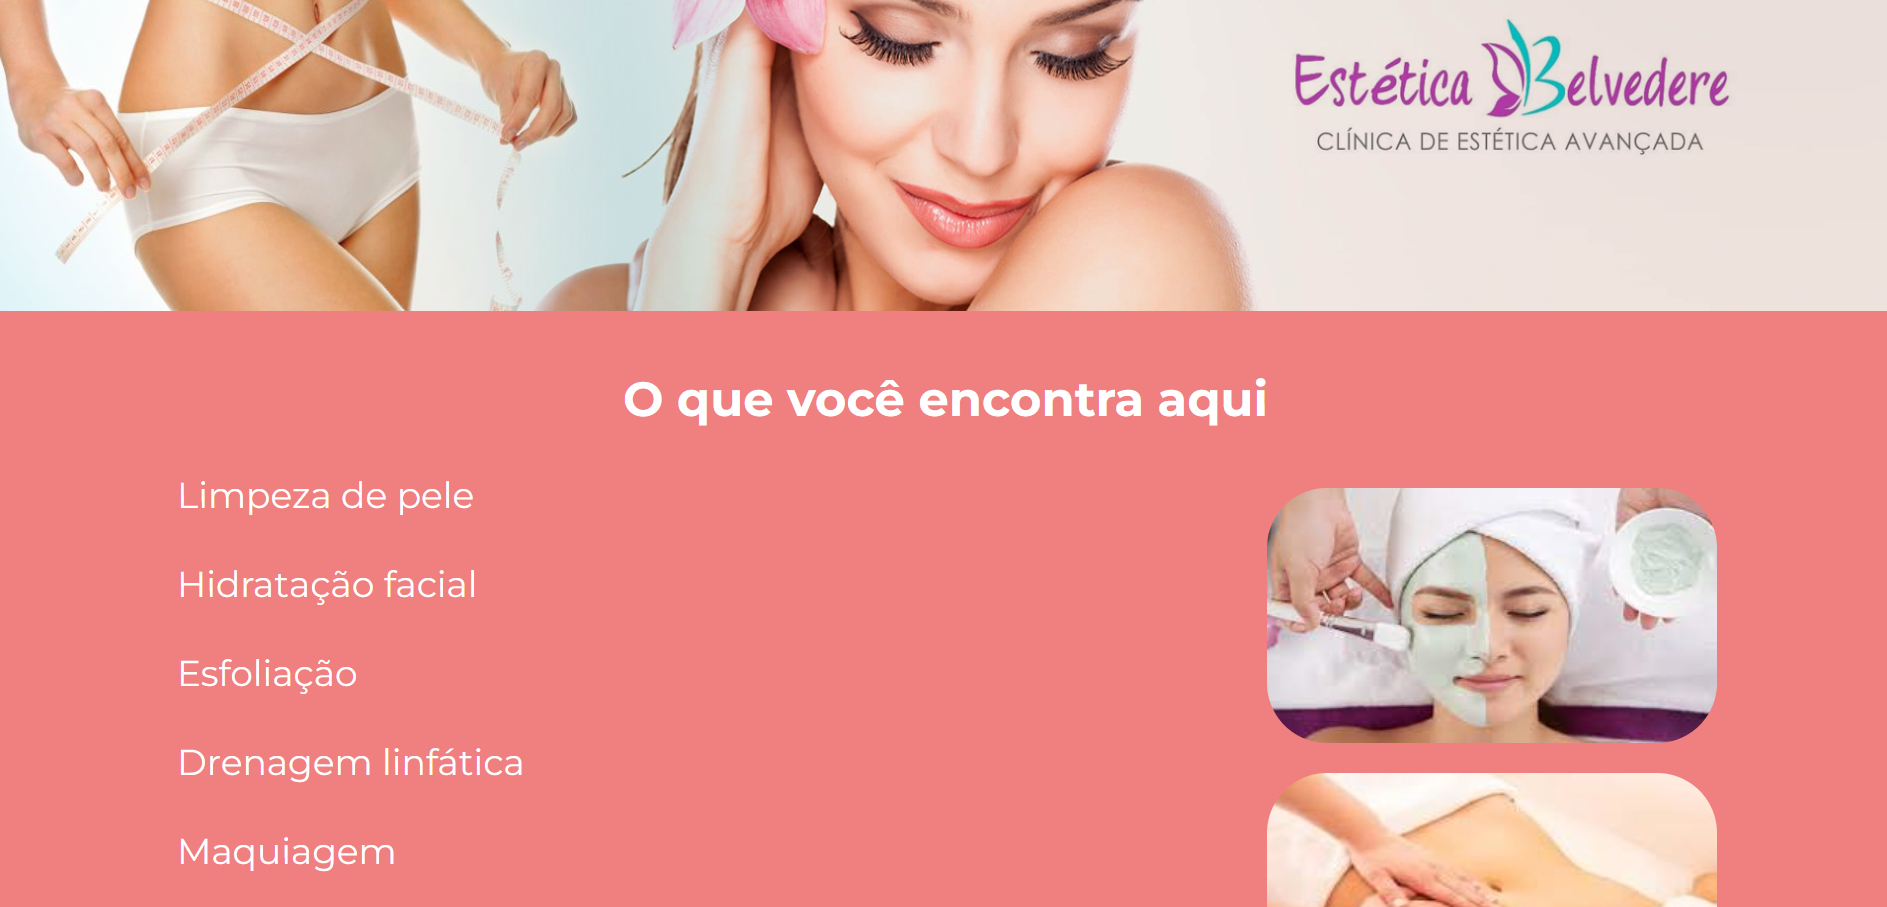 Estética Belvedere
CLÍNICA DE ESTÉTICA AVANÇADA
O que você encontra aqui
Limpeza de pele
Hidratação facial
Esfoliação
Drenagem linfática
Maquiagem